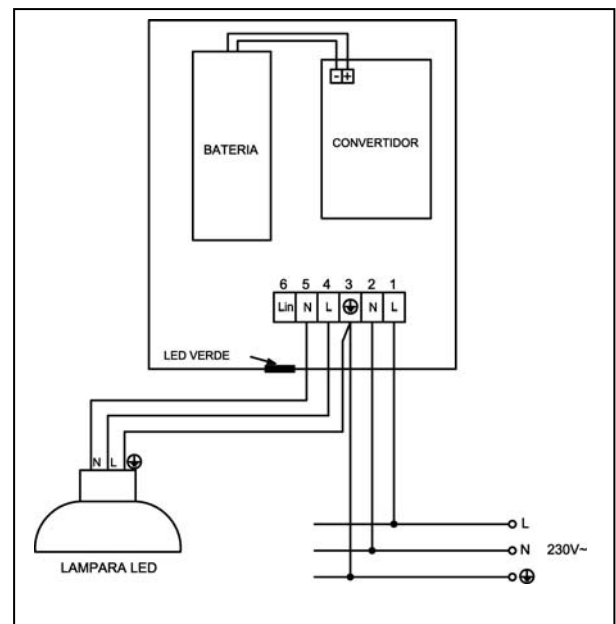 - +
BATERIA
CONVERTIDOR
6 5 4 3 2 1
Lin N L N L
LED VERDE
N L
L
N 230V~
LAMPARA LED